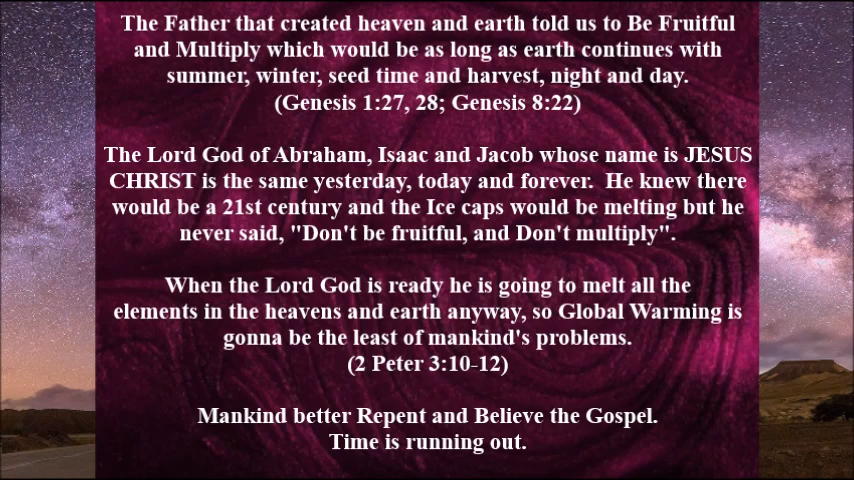 The Father that created heaven and earth told us to Be Fruitful
and Multiply which would be as long as earth continues with
summer, winter, seed time and harvest, night and day.
(Genesis 1:27, 28; Genesis 8:22)
The Lord God of Abraham, Isaac and Jacob whose name is JESUS
CHRIST is the same yesterday, today and forever.  He knew there
would be a 21st century and the Ice caps would be melting but he
never said, "Don't be fruitful, and Don't multiply".
When the Lord God is ready he is going to melt all the
elements in the heavens and earth anyway, so Global Warming is
gonna be the least of mankind's problems.
(2 Peter 3:10-12)
Mankind better Repent and Believe the Gospel.
Time is running out.